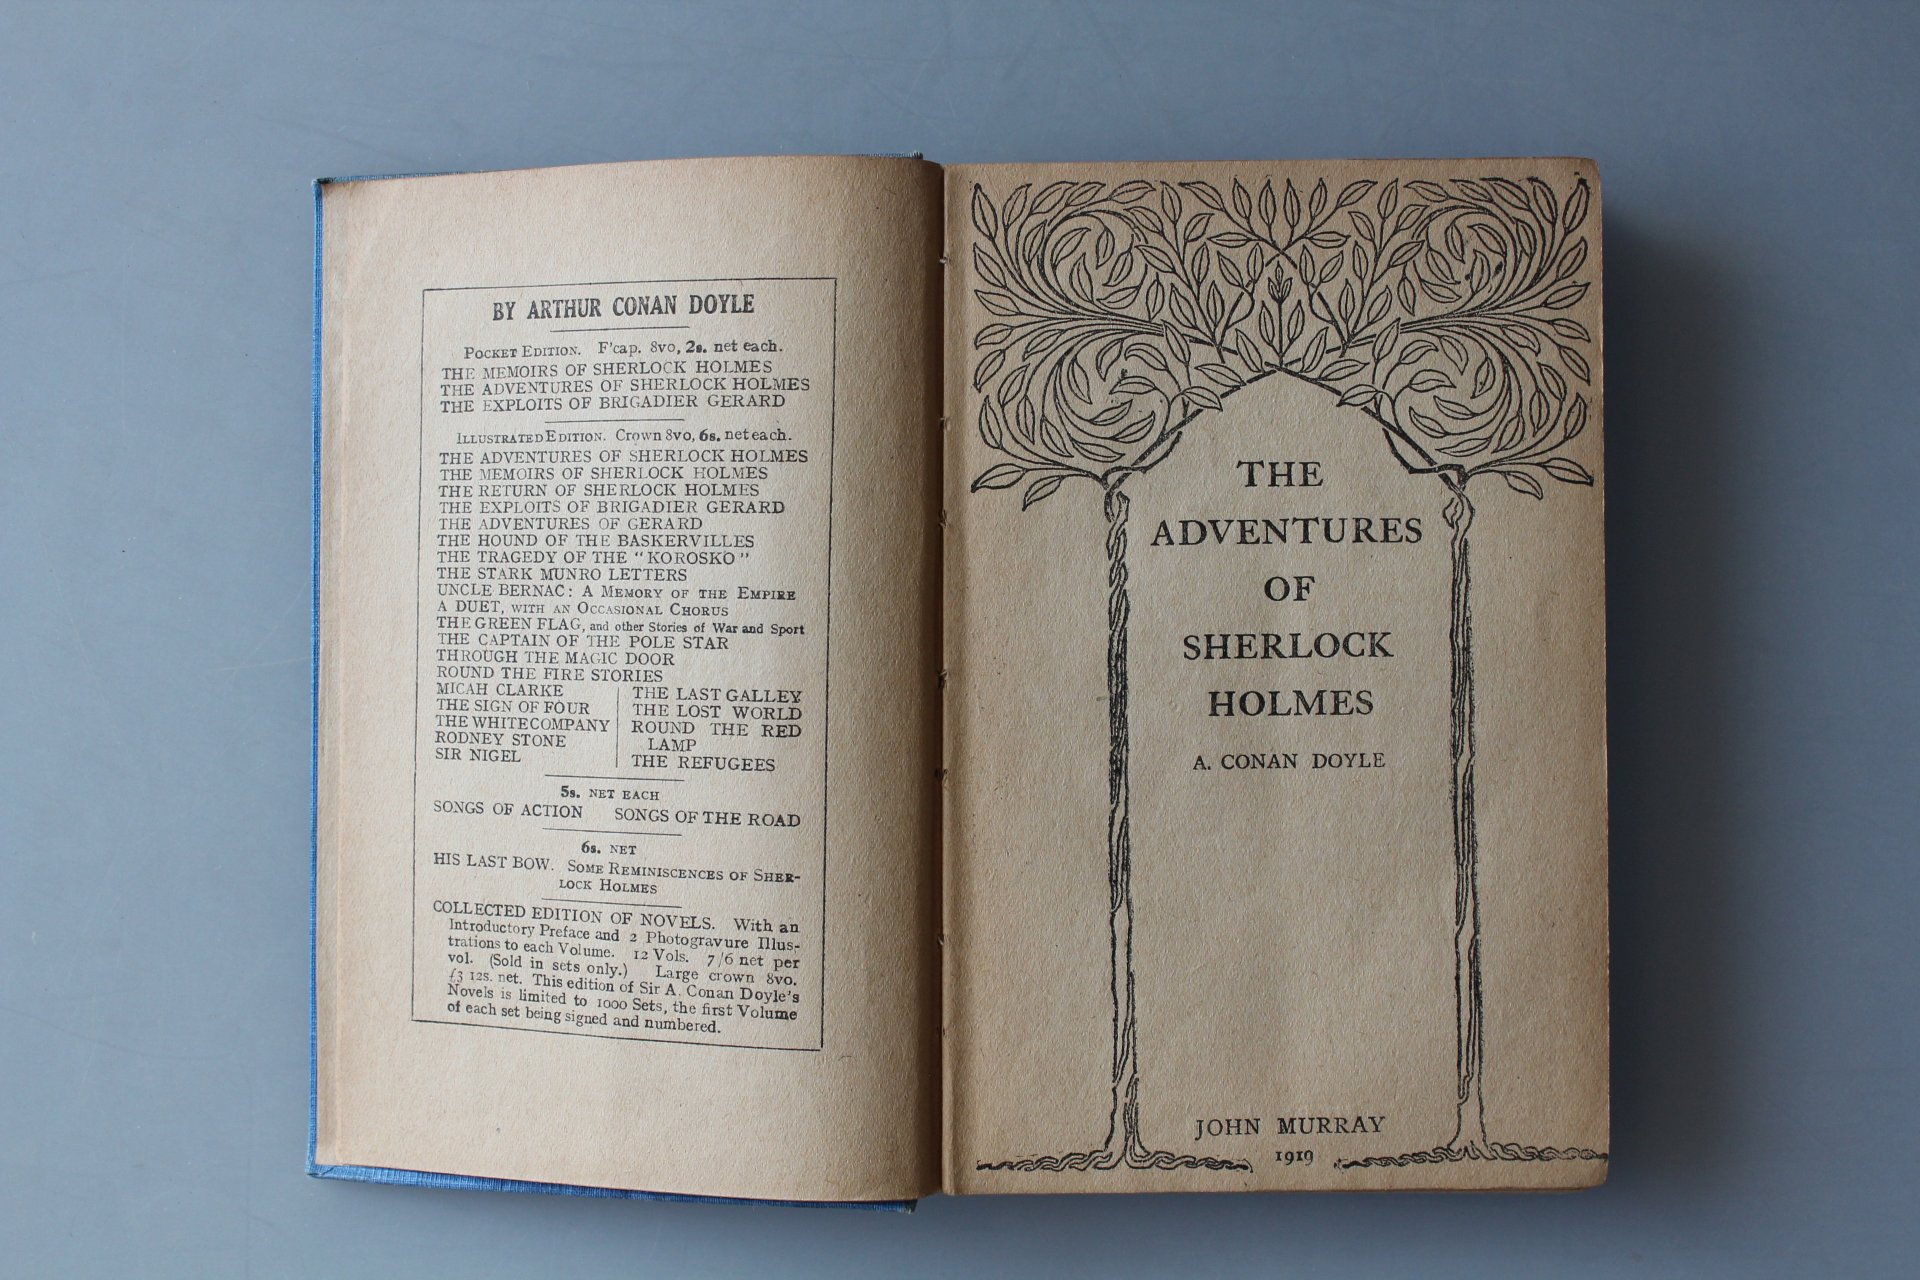 BY ARTHUR CONAN DOYLE
POCKET EDITION. F'cap. 8vo, 2s. net each.
THE MEMOIRS OF SHERLOCK HOLMES
THE ADVENTURES OF SHERLOCK HOLMES
THE EXPLOITS OF BRIGADIER GERARD
ILLUSTRATED EDITION. Crown 8vo, 6s. net each.
THE ADVENTURES OF SHERLOCK HOLMES
THE MEMOIRS OF SHERLOCK HOLMES
THE RETURN OF SHERLOCK HOLMES
THE EXPLOITS OF BRIGADIER GERARD
THE ADVENTURES OF GERARD
THE HOUND OF THE BASKERVILLES
THE TRAGEDY OF THE "KOROSKO"
THE STARK MUNRO LETTERS
UNCLE BERNAC: A MEMORY OF THE EMPIRE
A DUET, WITH AN OCCASIONAL CHORUS
THE GREEN FLAG, and other Stories of War and Sport
THE CAPTAIN OF THE POLE STAR
THROUGH THE MAGIC DOOR
ROUND THE FIRE STORIES
MICAH CLARKE
THE SIGN OF FOUR
THE WHITE COMPANY
RODNEY STONE
SIR NIGEL
THE LAST GALLEY
THE LOST WORLD
ROUND THE RED
LAMP
THE REFUGEES
5s. NET EACH
SONGS OF ACTION SONGS OF THE ROAD
6s. NET
HIS LAST BOW. SOME REMINISCENCES OF SHER-
LOCK HOLMES
COLLECTED EDITION OF NOVELS. With an
Introductory Preface and 2 Photogravure Illus-
trations to each Volume. 12 Vols. 7/6 net per
vol. (Sold in sets only.) Large crown 8vo.
£3 12s. net. This edition of Sir A. Conan Doyle's
Novels is limited to 1000 Sets, the first Volume
of each set being signed and numbered.
THE
ADVENTURES
OF
SHERLOCK
HOLMES
A. CONAN DOYLE
JOHN MURRAY
1919